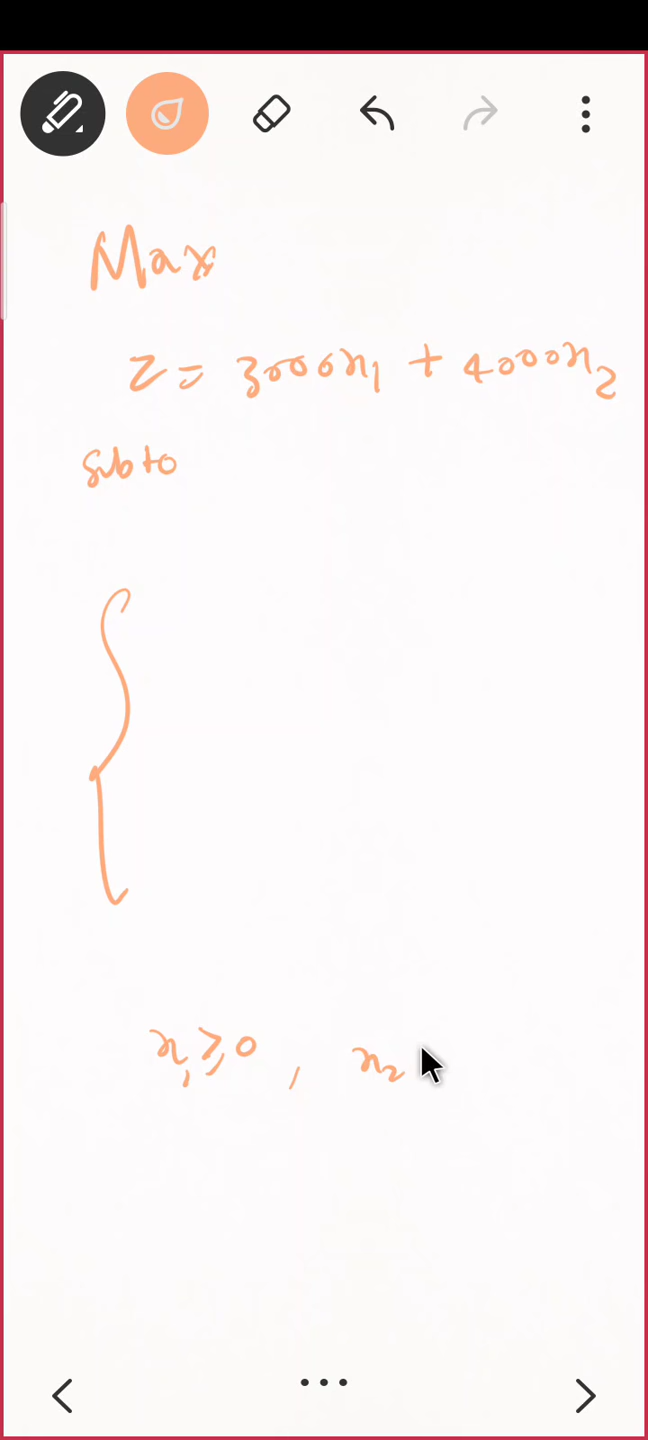 Max
Z = 3000x1 + 4000x2
sub to
{
x1 ≥ 0 , x2